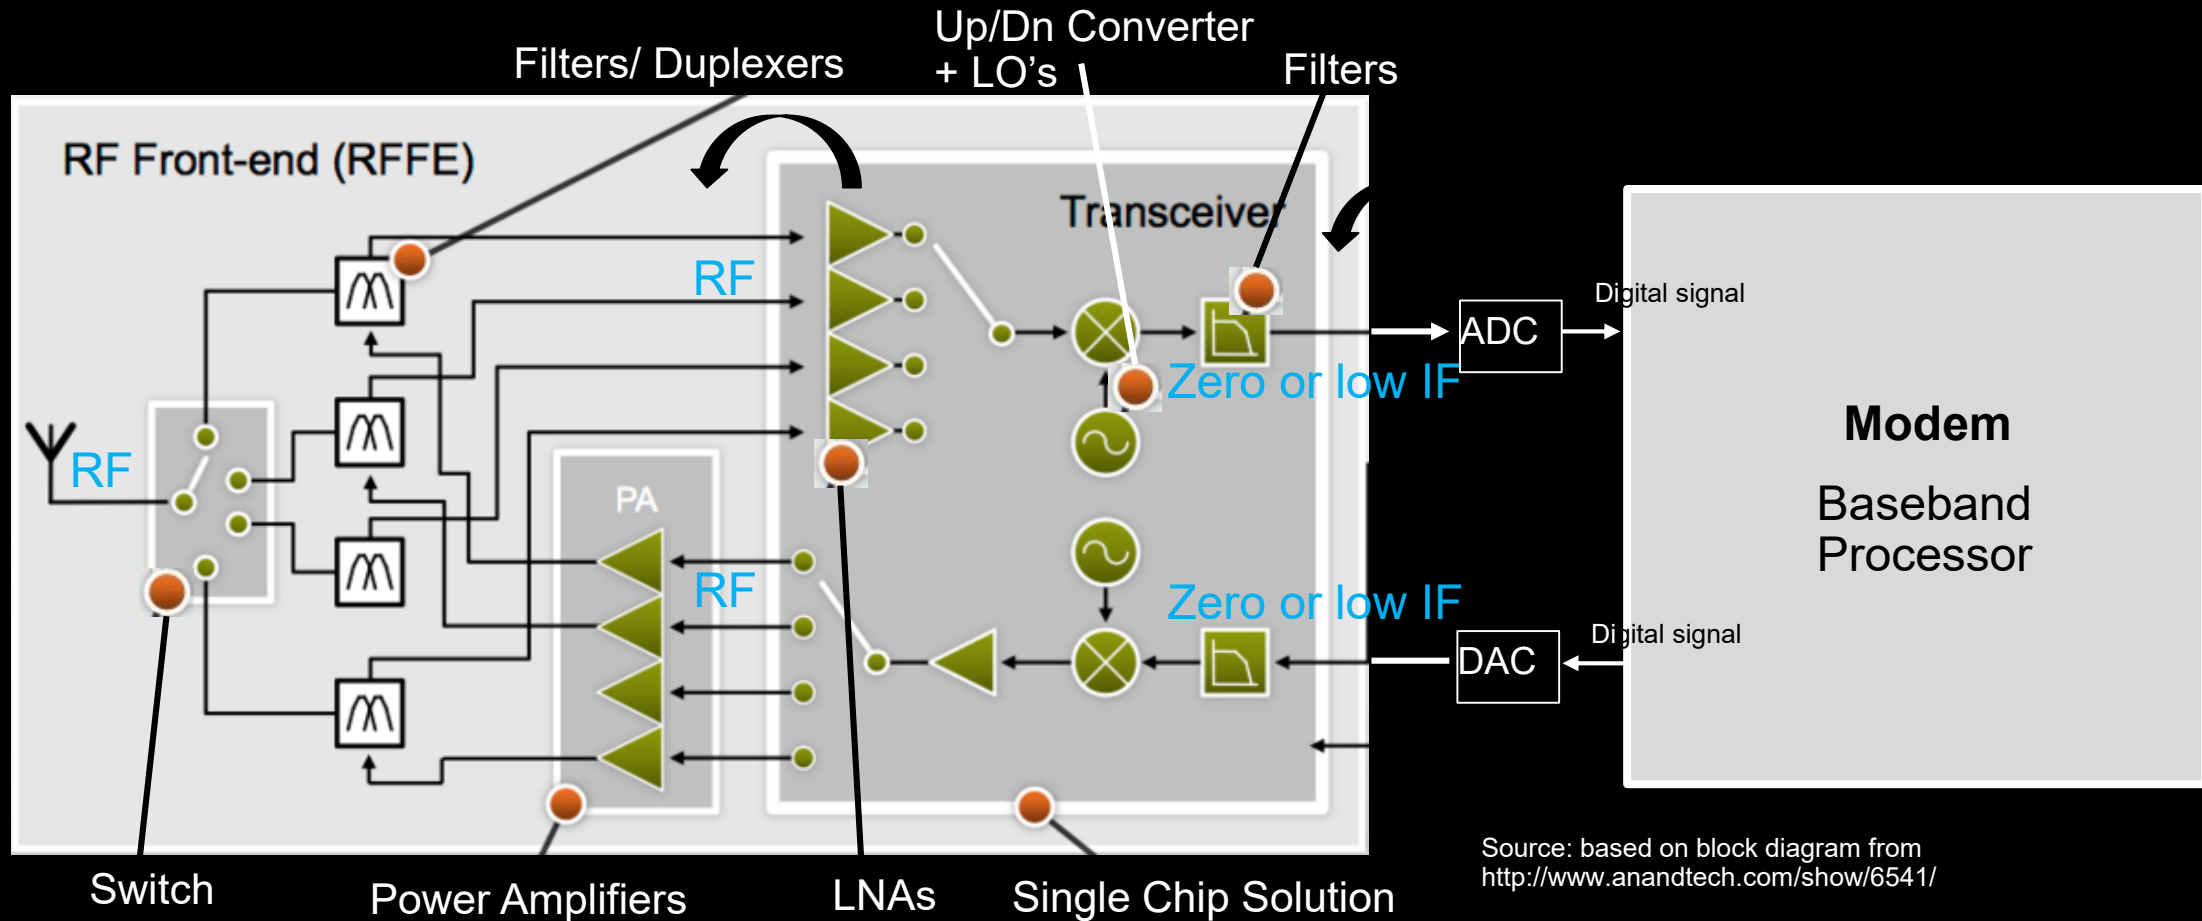 Up/Dn Converter
+ LO's
Filters/ Duplexers
Filters
RF Front-end (RFFE)
Transceiver
RF
Digital signal
ADC
Zero or low IF
Modem
RF
PA
Baseband
Processor
RF
Zero or low IF
Digital signal
DAC
Source: based on block diagram from
http://www.anandtech.com/show/6541/
Switch
Power Amplifiers
LNAs
Single Chip Solution